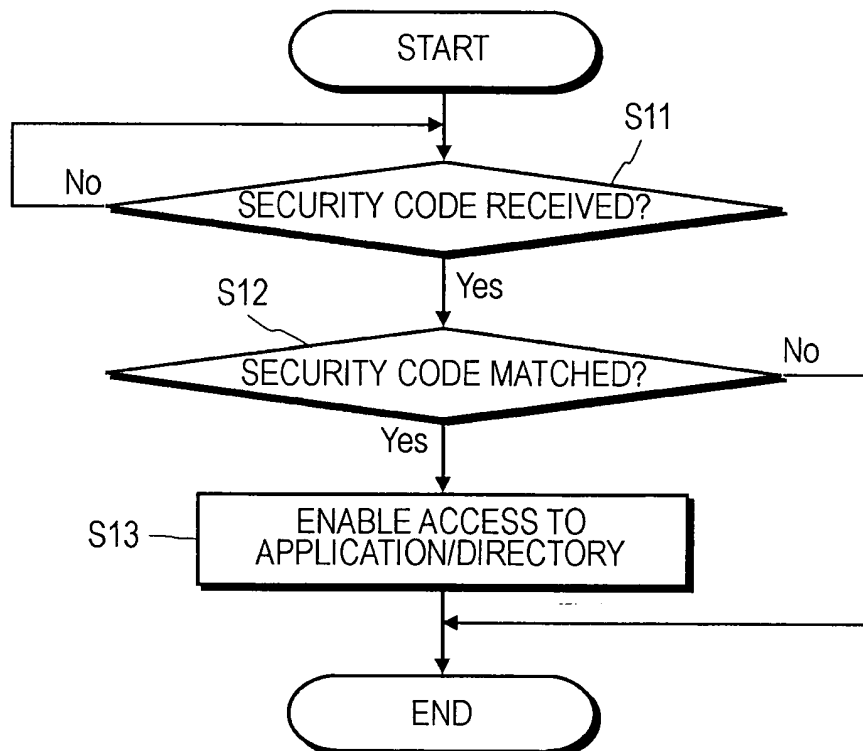 START
S11
No
SECURITY CODE RECEIVED?
Yes
S12
No
SECURITY CODE MATCHED?
Yes
S13
ENABLE ACCESS TO
APPLICATION/DIRECTORY
END